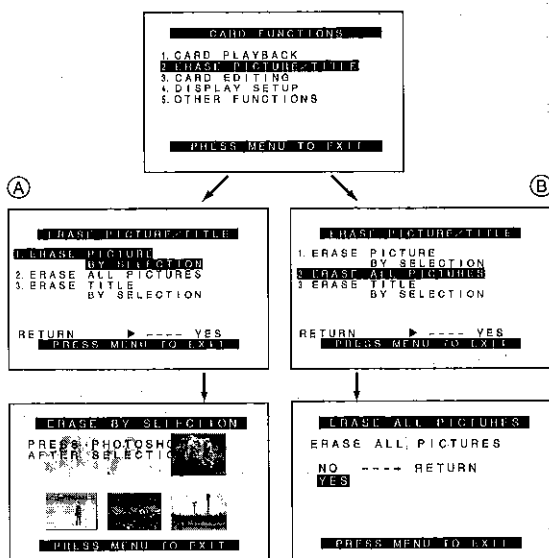 CARD FUNCTIONS
1. CARD PLAYBACK
2. ERASE PICTURE/TITLE
3. CARD EDITING
4. DISPLAY SETUP
5. OTHER FUNCTIONS
PRESS MENU TO EXIT
A
ERASE PICTURE/TITLE
1. ERASE PICTURE
BY SELECTION
2. ERASE ALL PICTURES
3. ERASE TITLE
BY SELECTION
RETURN ▶ ---- YES
PRESS MENU TO EXIT
B
ERASE PICTURE/TITLE
1. ERASE PICTURE
BY SELECTION
2 ERASE ALL PICTURES
3 ERASE TITLE
BY SELECTION
RETURN ▶ ---- YES
PRESS MENU TO EXIT
ERASE BY SELECTION
PRESS PHOTOSHO
AFTER SELECTIO
PRESS MENU TO EXIT
ERASE ALL PICTURES
ERASE ALL PICTURES
NO ----→ RETURN
YES
PRESS MENU TO EXIT